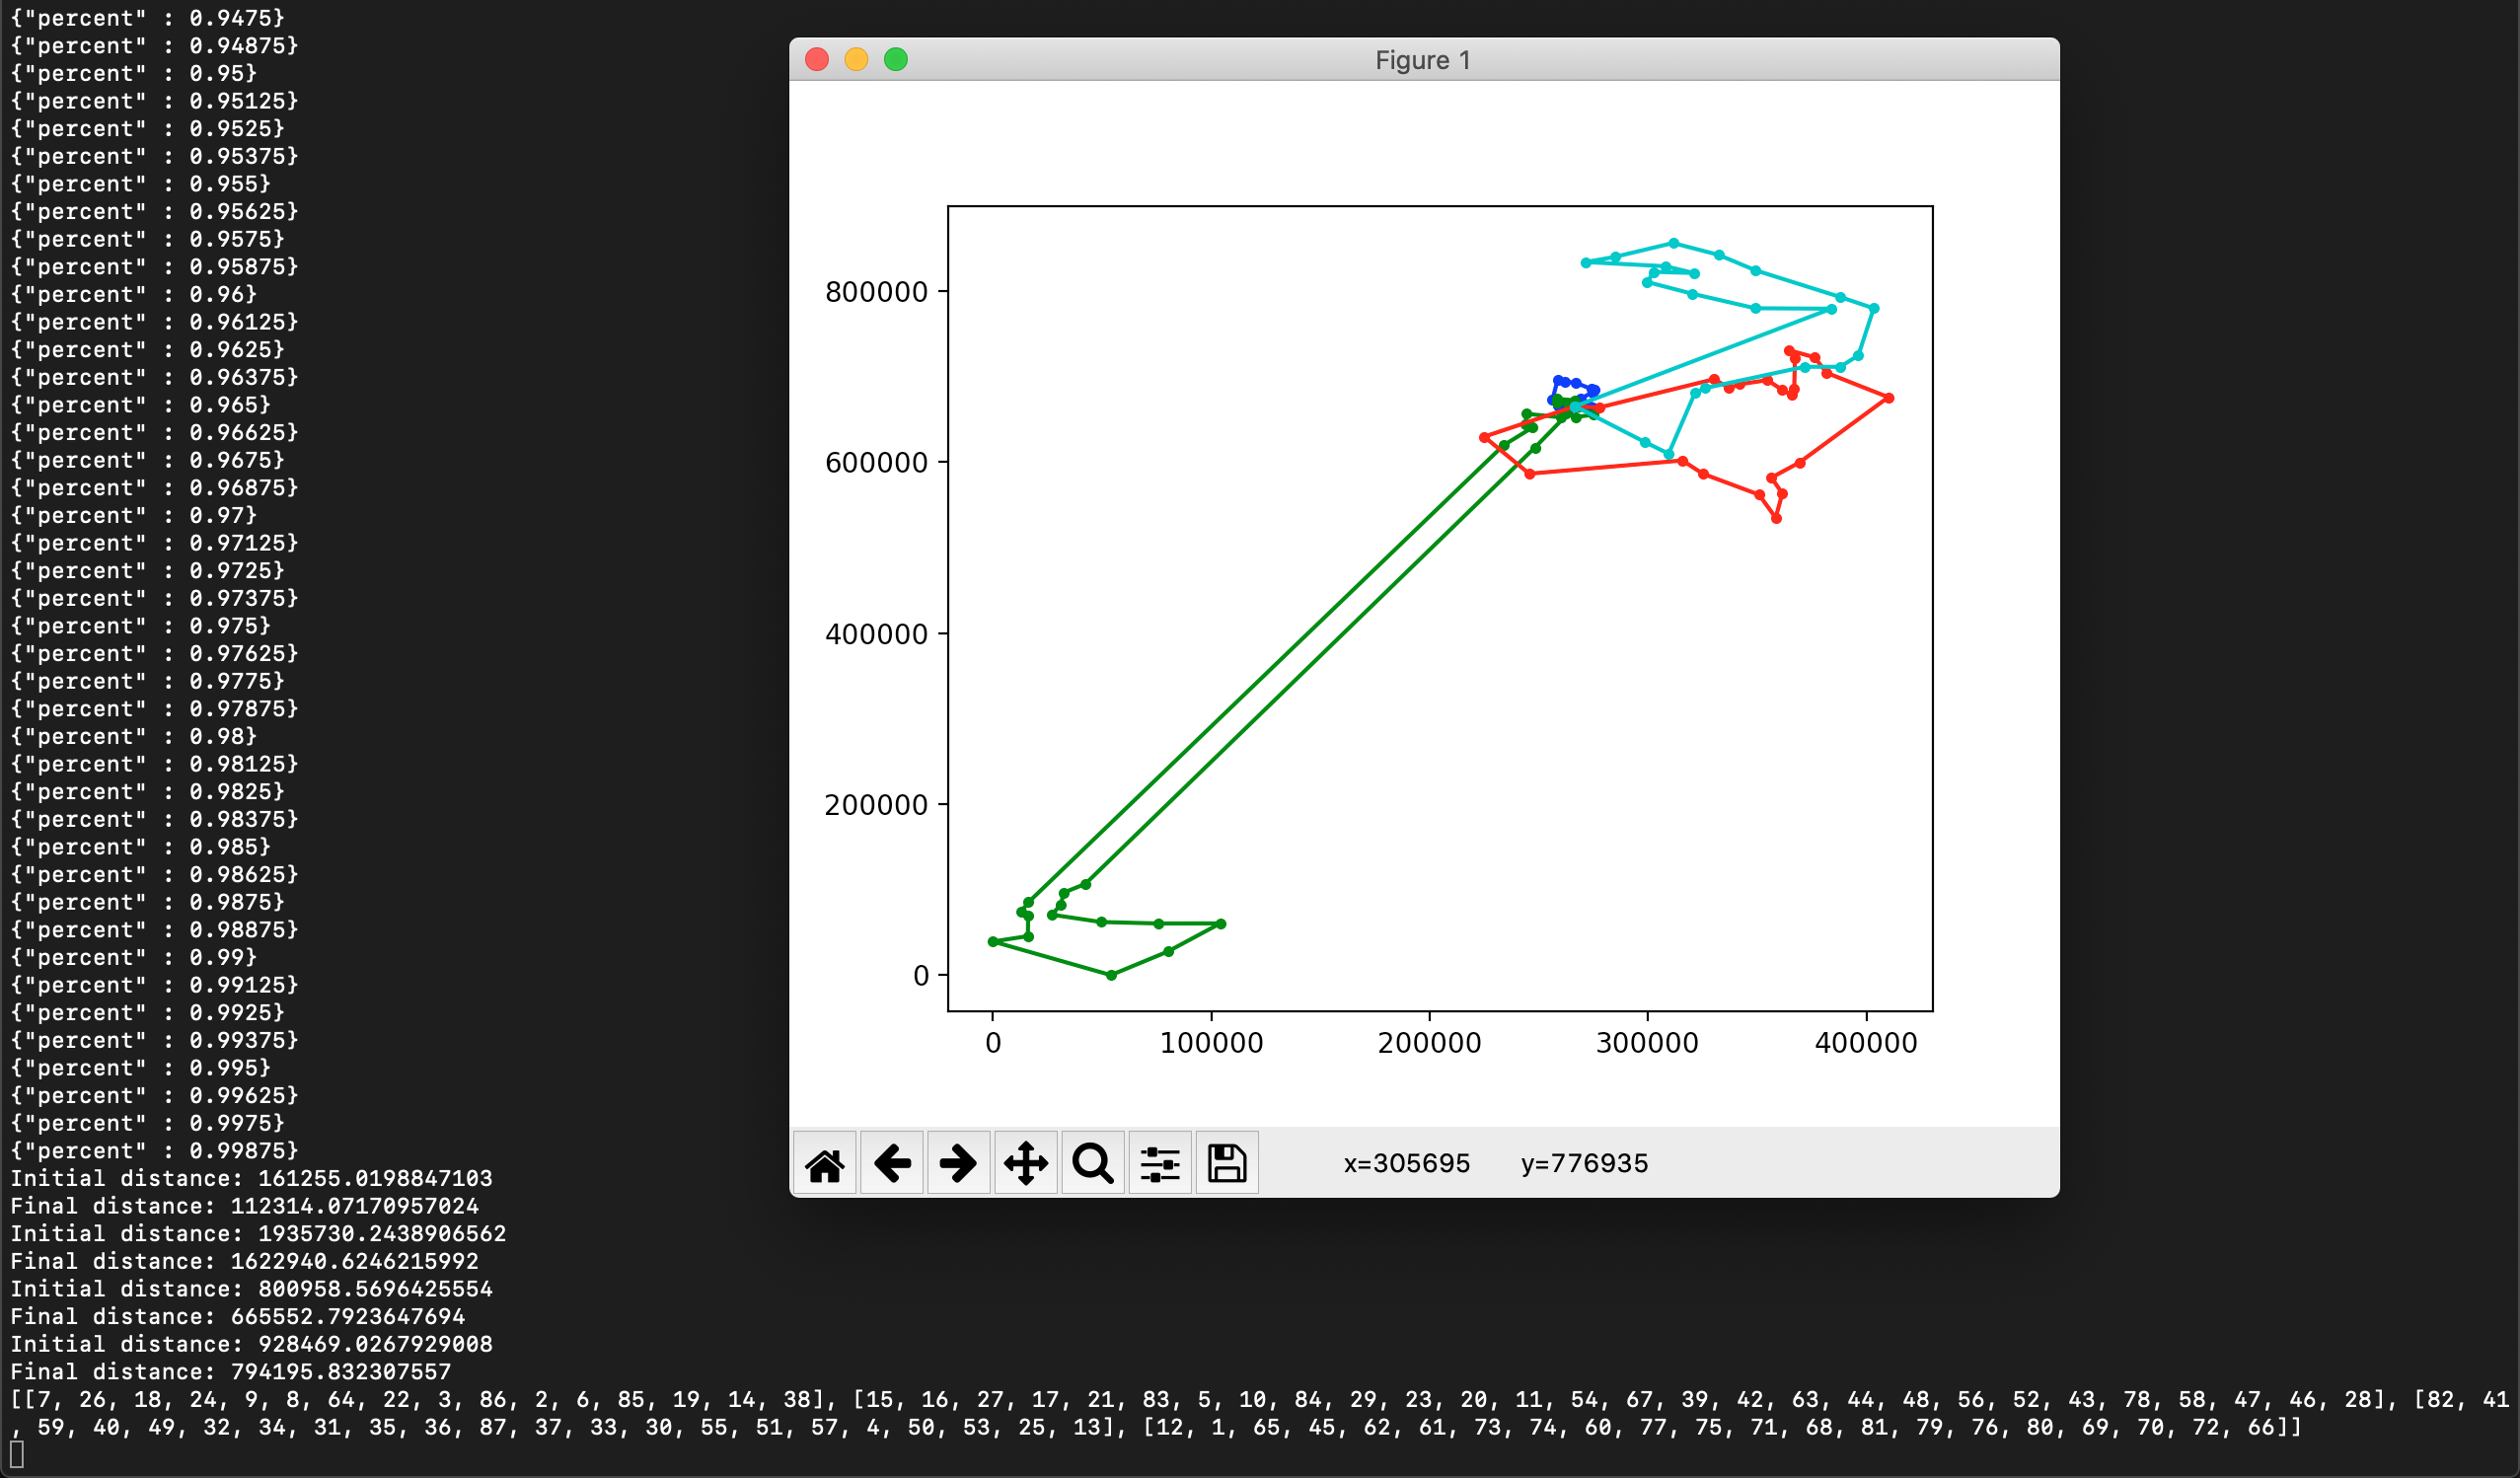 {"percent" : 0.9475}
{"percent" : 0.94875}
{"percent" : 0.95}
{"percent" : 0.95125}
{"percent" : 0.9525}
{"percent" : 0.95375}
{"percent" : 0.955}
{"percent" : 0.95625}
{"percent" : 0.9575}
{"percent" : 0.95875}
{"percent" : 0.96}
{"percent" : 0.96125}
{"percent" : 0.9625}
{"percent" : 0.96375}
{"percent" : 0.965}
{"percent" : 0.96625}
{"percent" : 0.9675}
{"percent" : 0.96875}
{"percent" : 0.97}
{"percent" : 0.97125}
{"percent" : 0.9725}
{"percent" : 0.97375}
{"percent" : 0.975}
{"percent" : 0.97625}
{"percent" : 0.9775}
{"percent" : 0.97875}
{"percent" : 0.98}
{"percent" : 0.98125}
{"percent" : 0.9825}
{"percent" : 0.98375}
{"percent" : 0.985}
{"percent" : 0.98625}
{"percent" : 0.9875}
{"percent" : 0.98875}
{"percent" : 0.99}
{"percent" : 0.99125}
{"percent" : 0.9925}
{"percent" : 0.99375}
{"percent" : 0.995}
{"percent" : 0.99625}
{"percent" : 0.9975}
{"percent" : 0.99875}
Initial distance: 161255.0198847103
Final distance: 112314.07170957024
Initial distance: 1935730.2438906562
Final distance: 1622940.6246215992
Initial distance: 800958.5696425554
Final distance: 665552.7923647694
Initial distance: 928469.0267929008
Final distance: 794195.832307557
[[7, 26, 18, 24, 9, 8, 64, 22, 3, 86, 2, 6, 85, 19, 14, 38], [15, 16, 27, 17, 21, 83, 5, 10, 84, 29, 23, 20, 11, 54, 67, 39, 42, 63, 44, 48, 56, 52, 43, 78, 58, 47, 46, 28], [82, 41
, 59, 40, 49, 32, 34, 31, 35, 36, 87, 37, 33, 30, 55, 51, 57, 4, 50, 53, 25, 13], [12, 1, 65, 45, 62, 61, 73, 74, 60, 77, 75, 71, 68, 81, 79, 76, 80, 69, 70, 72, 66]]
Figure 1
800000
600000
400000
200000
0
0 100000 200000 300000 400000
x=305695 y=776935